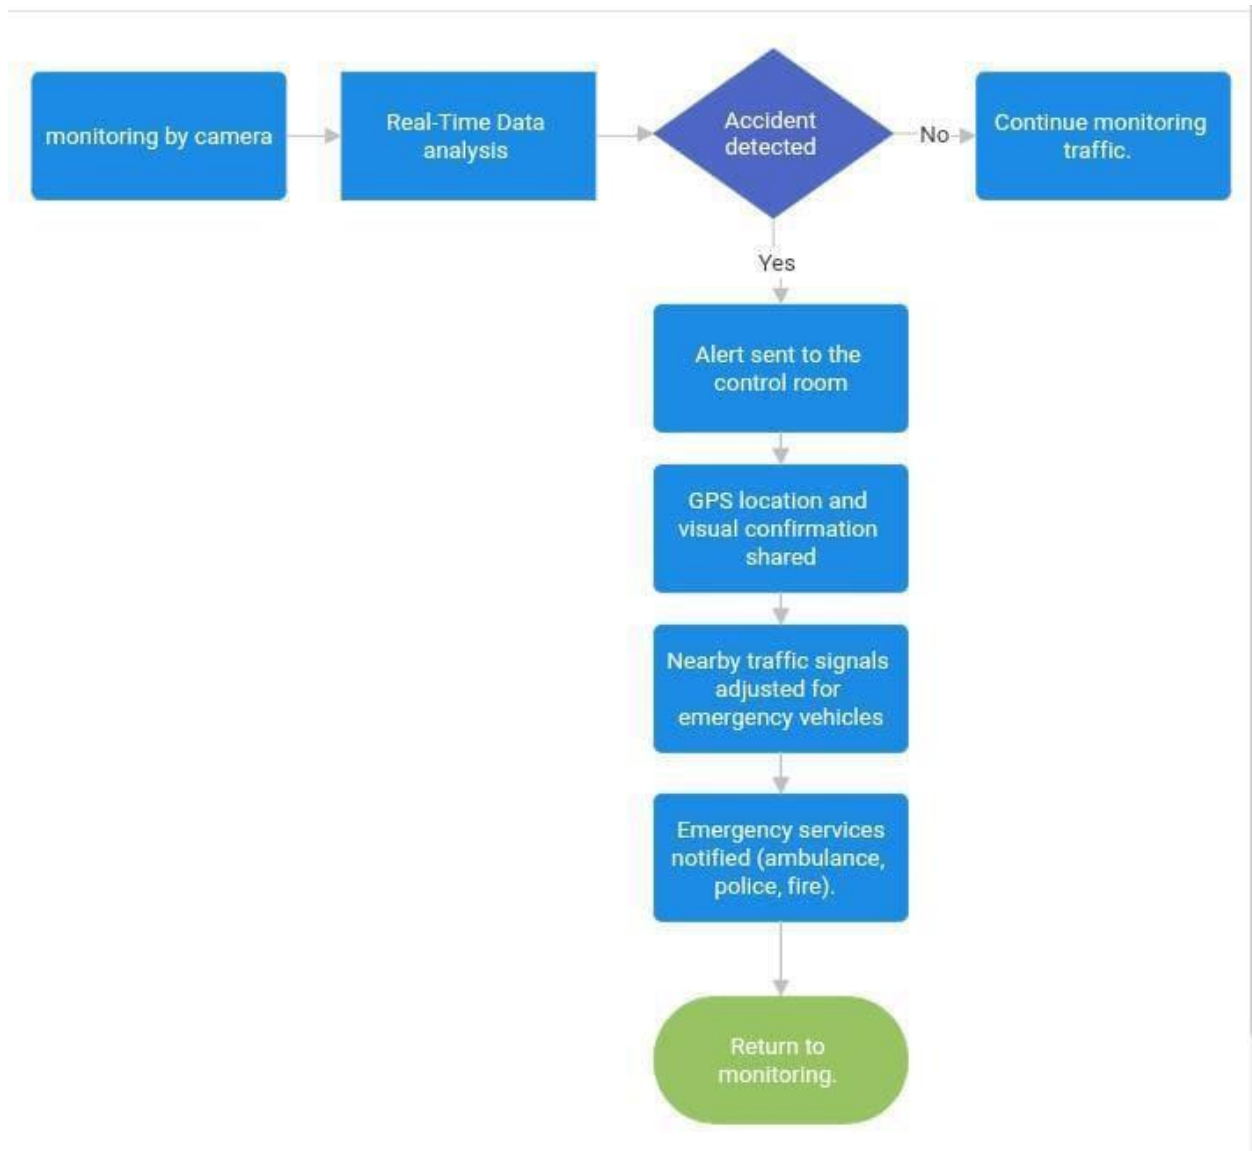 monitoring by camera
Real-Time Data
analysis
Accident
detected
No
Continue monitoring
traffic.
Yes
Alert sent to the
control room
GPS location and
visual confirmation
shared
Nearby traffic signals
adjusted for
emergency vehicles
Emergency services
notified (ambulance,
police, fire).
Return to
monitoring.